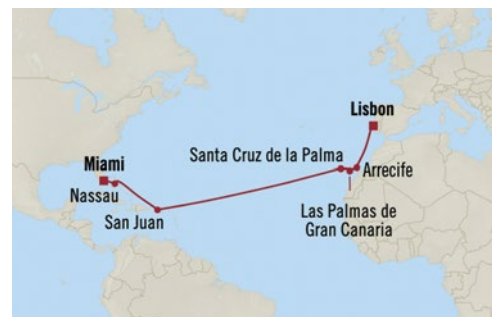 Lisbon
Santa Cruz de la Palma
Arrecife
Miami
Nassau
San Juan
Las Palmas de
Gran Canaria